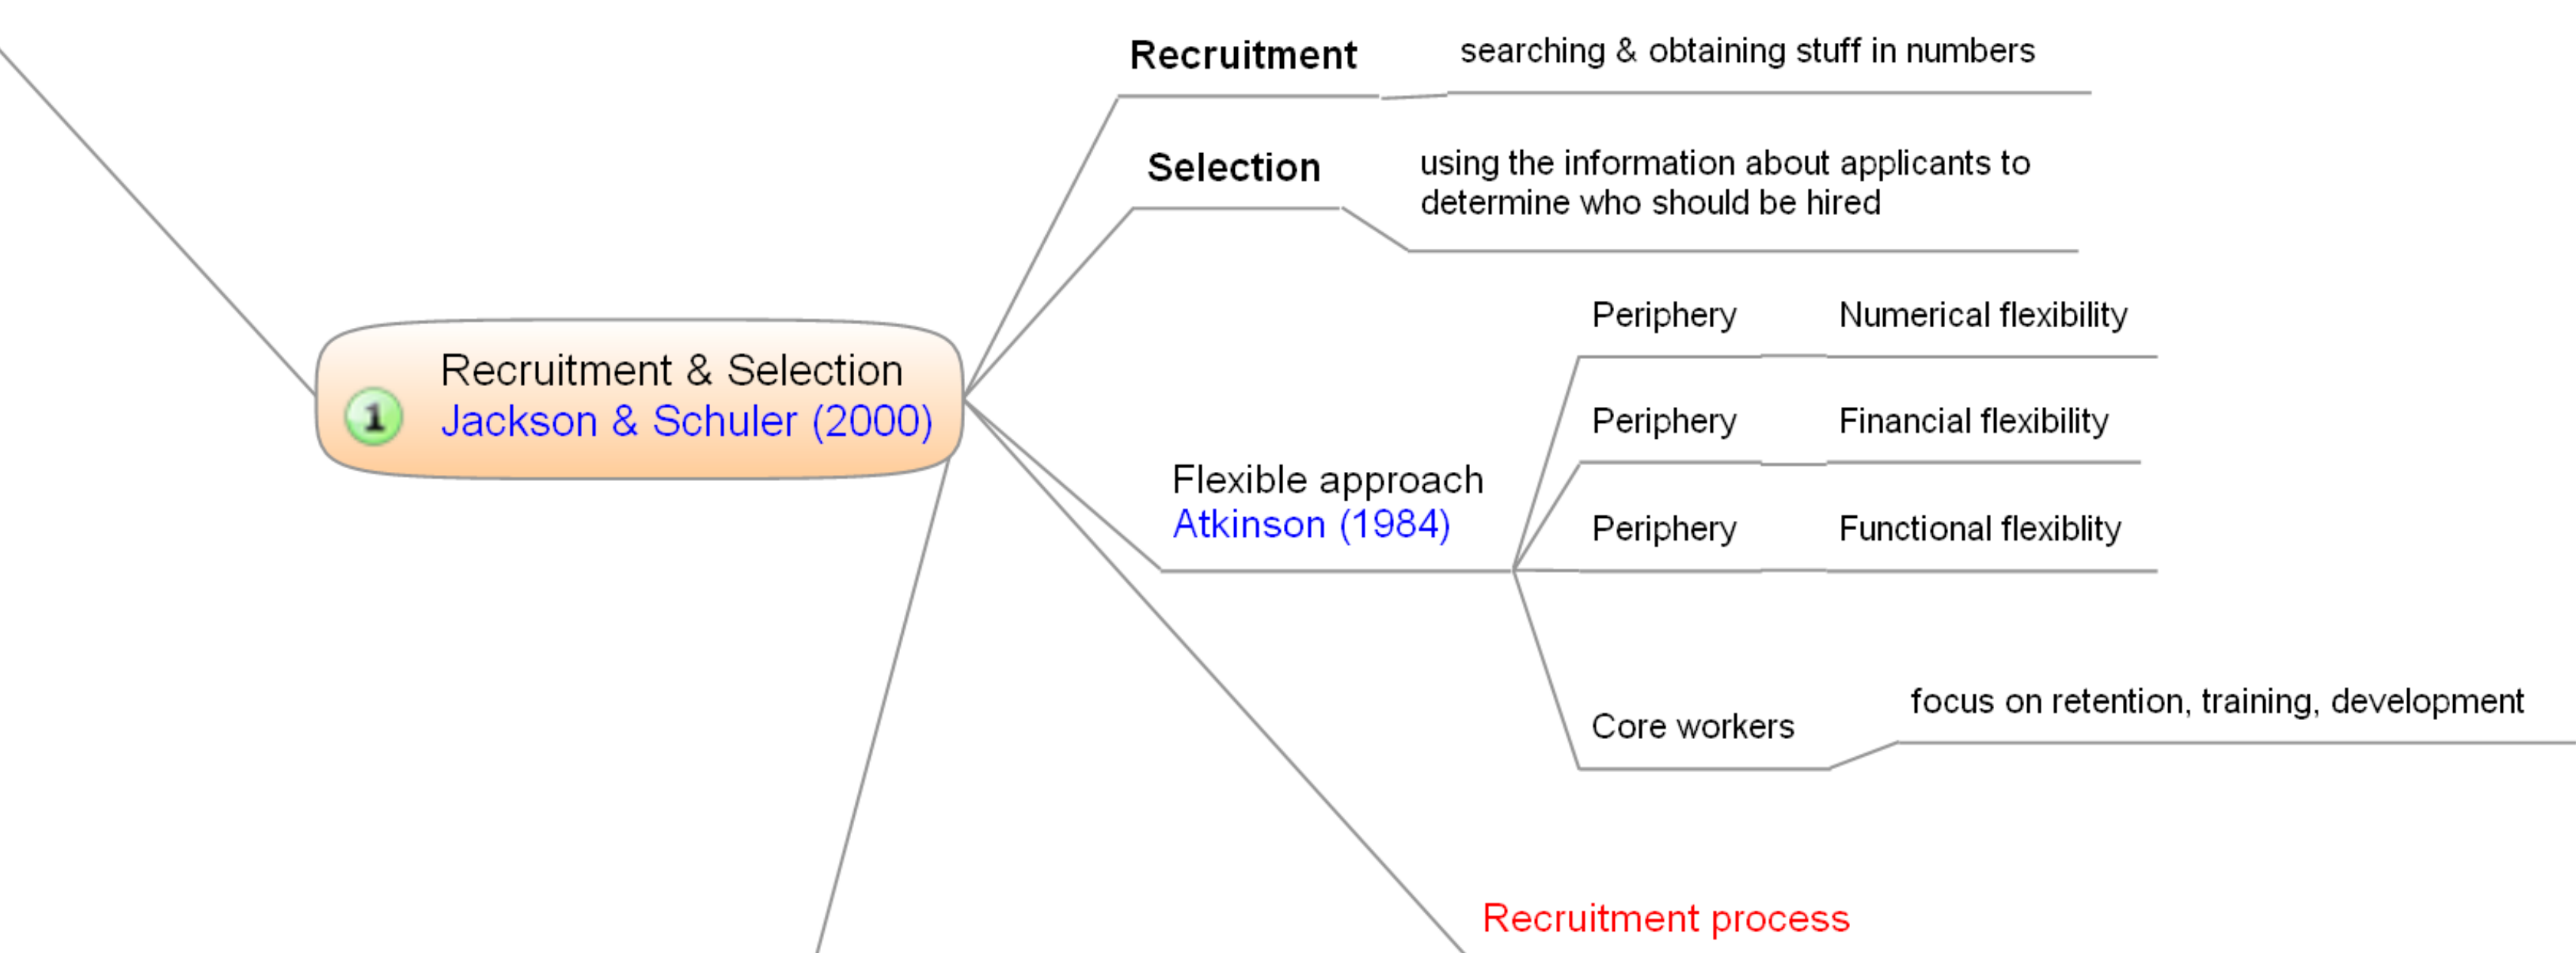 Recruitment
searching & obtaining stuff in numbers
Selection
using the information about applicants to
determine who should be hired
Recruitment & Selection
1
Jackson & Schuler (2000)
Flexible approach
Atkinson (1984)
Periphery
Numerical flexibility
Periphery
Financial flexibility
Periphery
Functional flexiblity
Core workers
focus on retention, training, development
Recruitment process